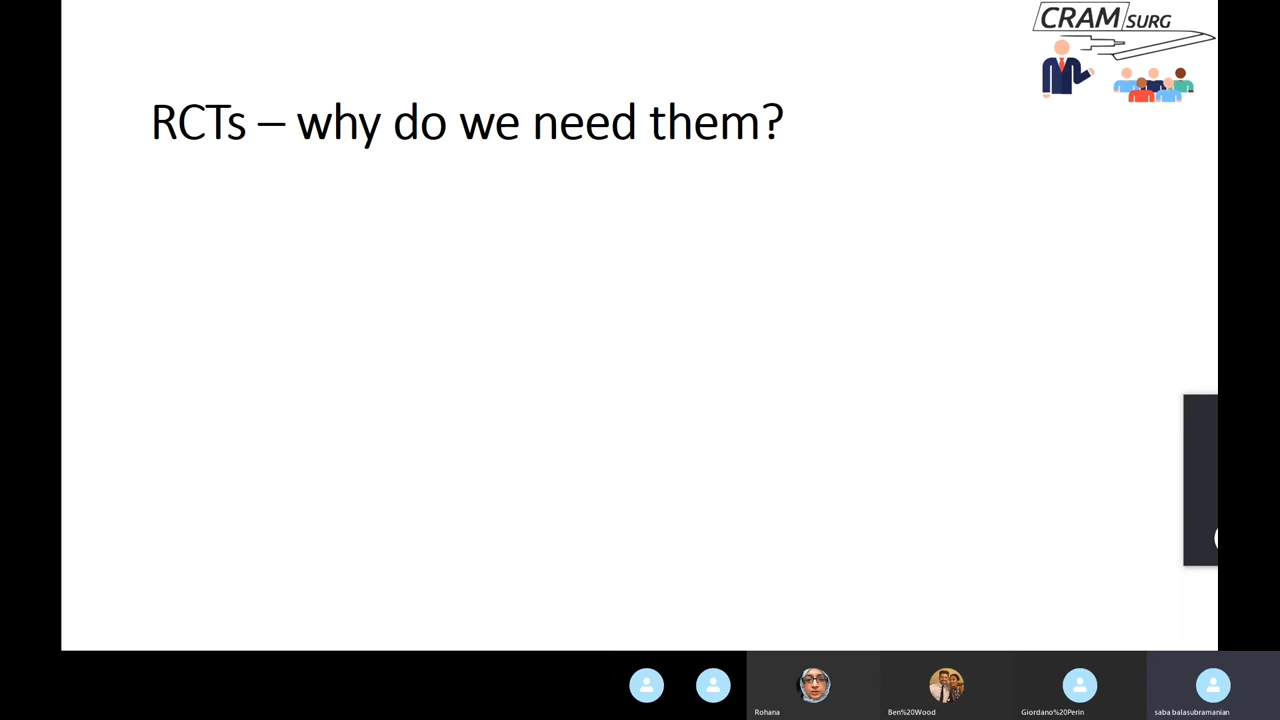 CRAM SURG
RCTs – why do we need them?
Rohana
Ben%20Wood
Giordano%20Perin
saba balasubramanian